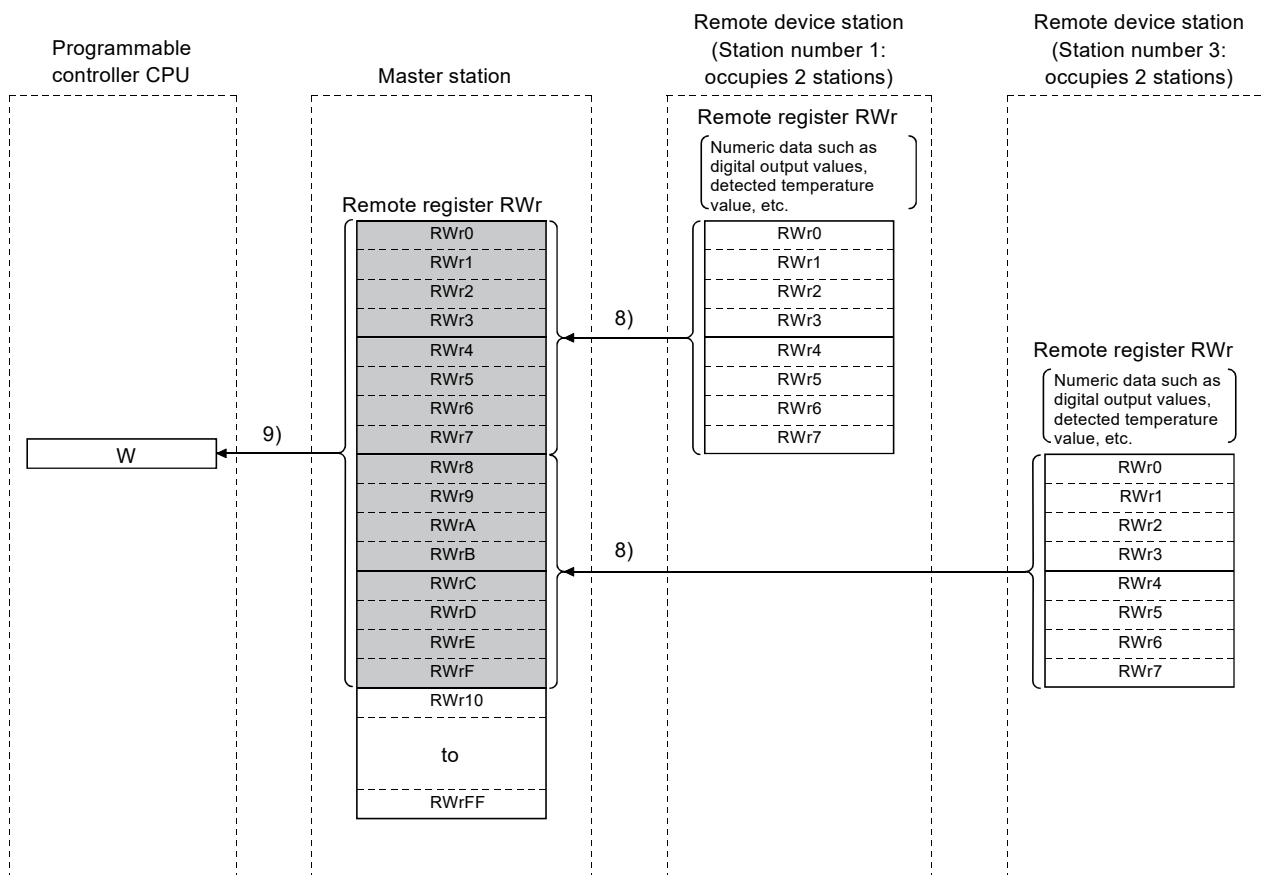 Programmable
controller CPU
Master station
Remote device station
(Station number 1:
occupies 2 stations)
Remote device station
(Station number 3:
occupies 2 stations)
W
9)
Remote register RWr
RWr0
RWr1
RWr2
RWr3
RWr4
RWr5
RWr6
RWr7
RWr8
RWr9
RWrA
RWrB
RWrC
RWrD
RWrE
RWrF
RWr10
to
RWrFF
8)
8)
Remote register RWr
Numeric data such as
digital output values,
detected temperature
value, etc.
RWr0
RWr1
RWr2
RWr3
RWr4
RWr5
RWr6
RWr7
Remote register RWr
Numeric data such as
digital output values,
detected temperature
value, etc.
RWr0
RWr1
RWr2
RWr3
RWr4
RWr5
RWr6
RWr7